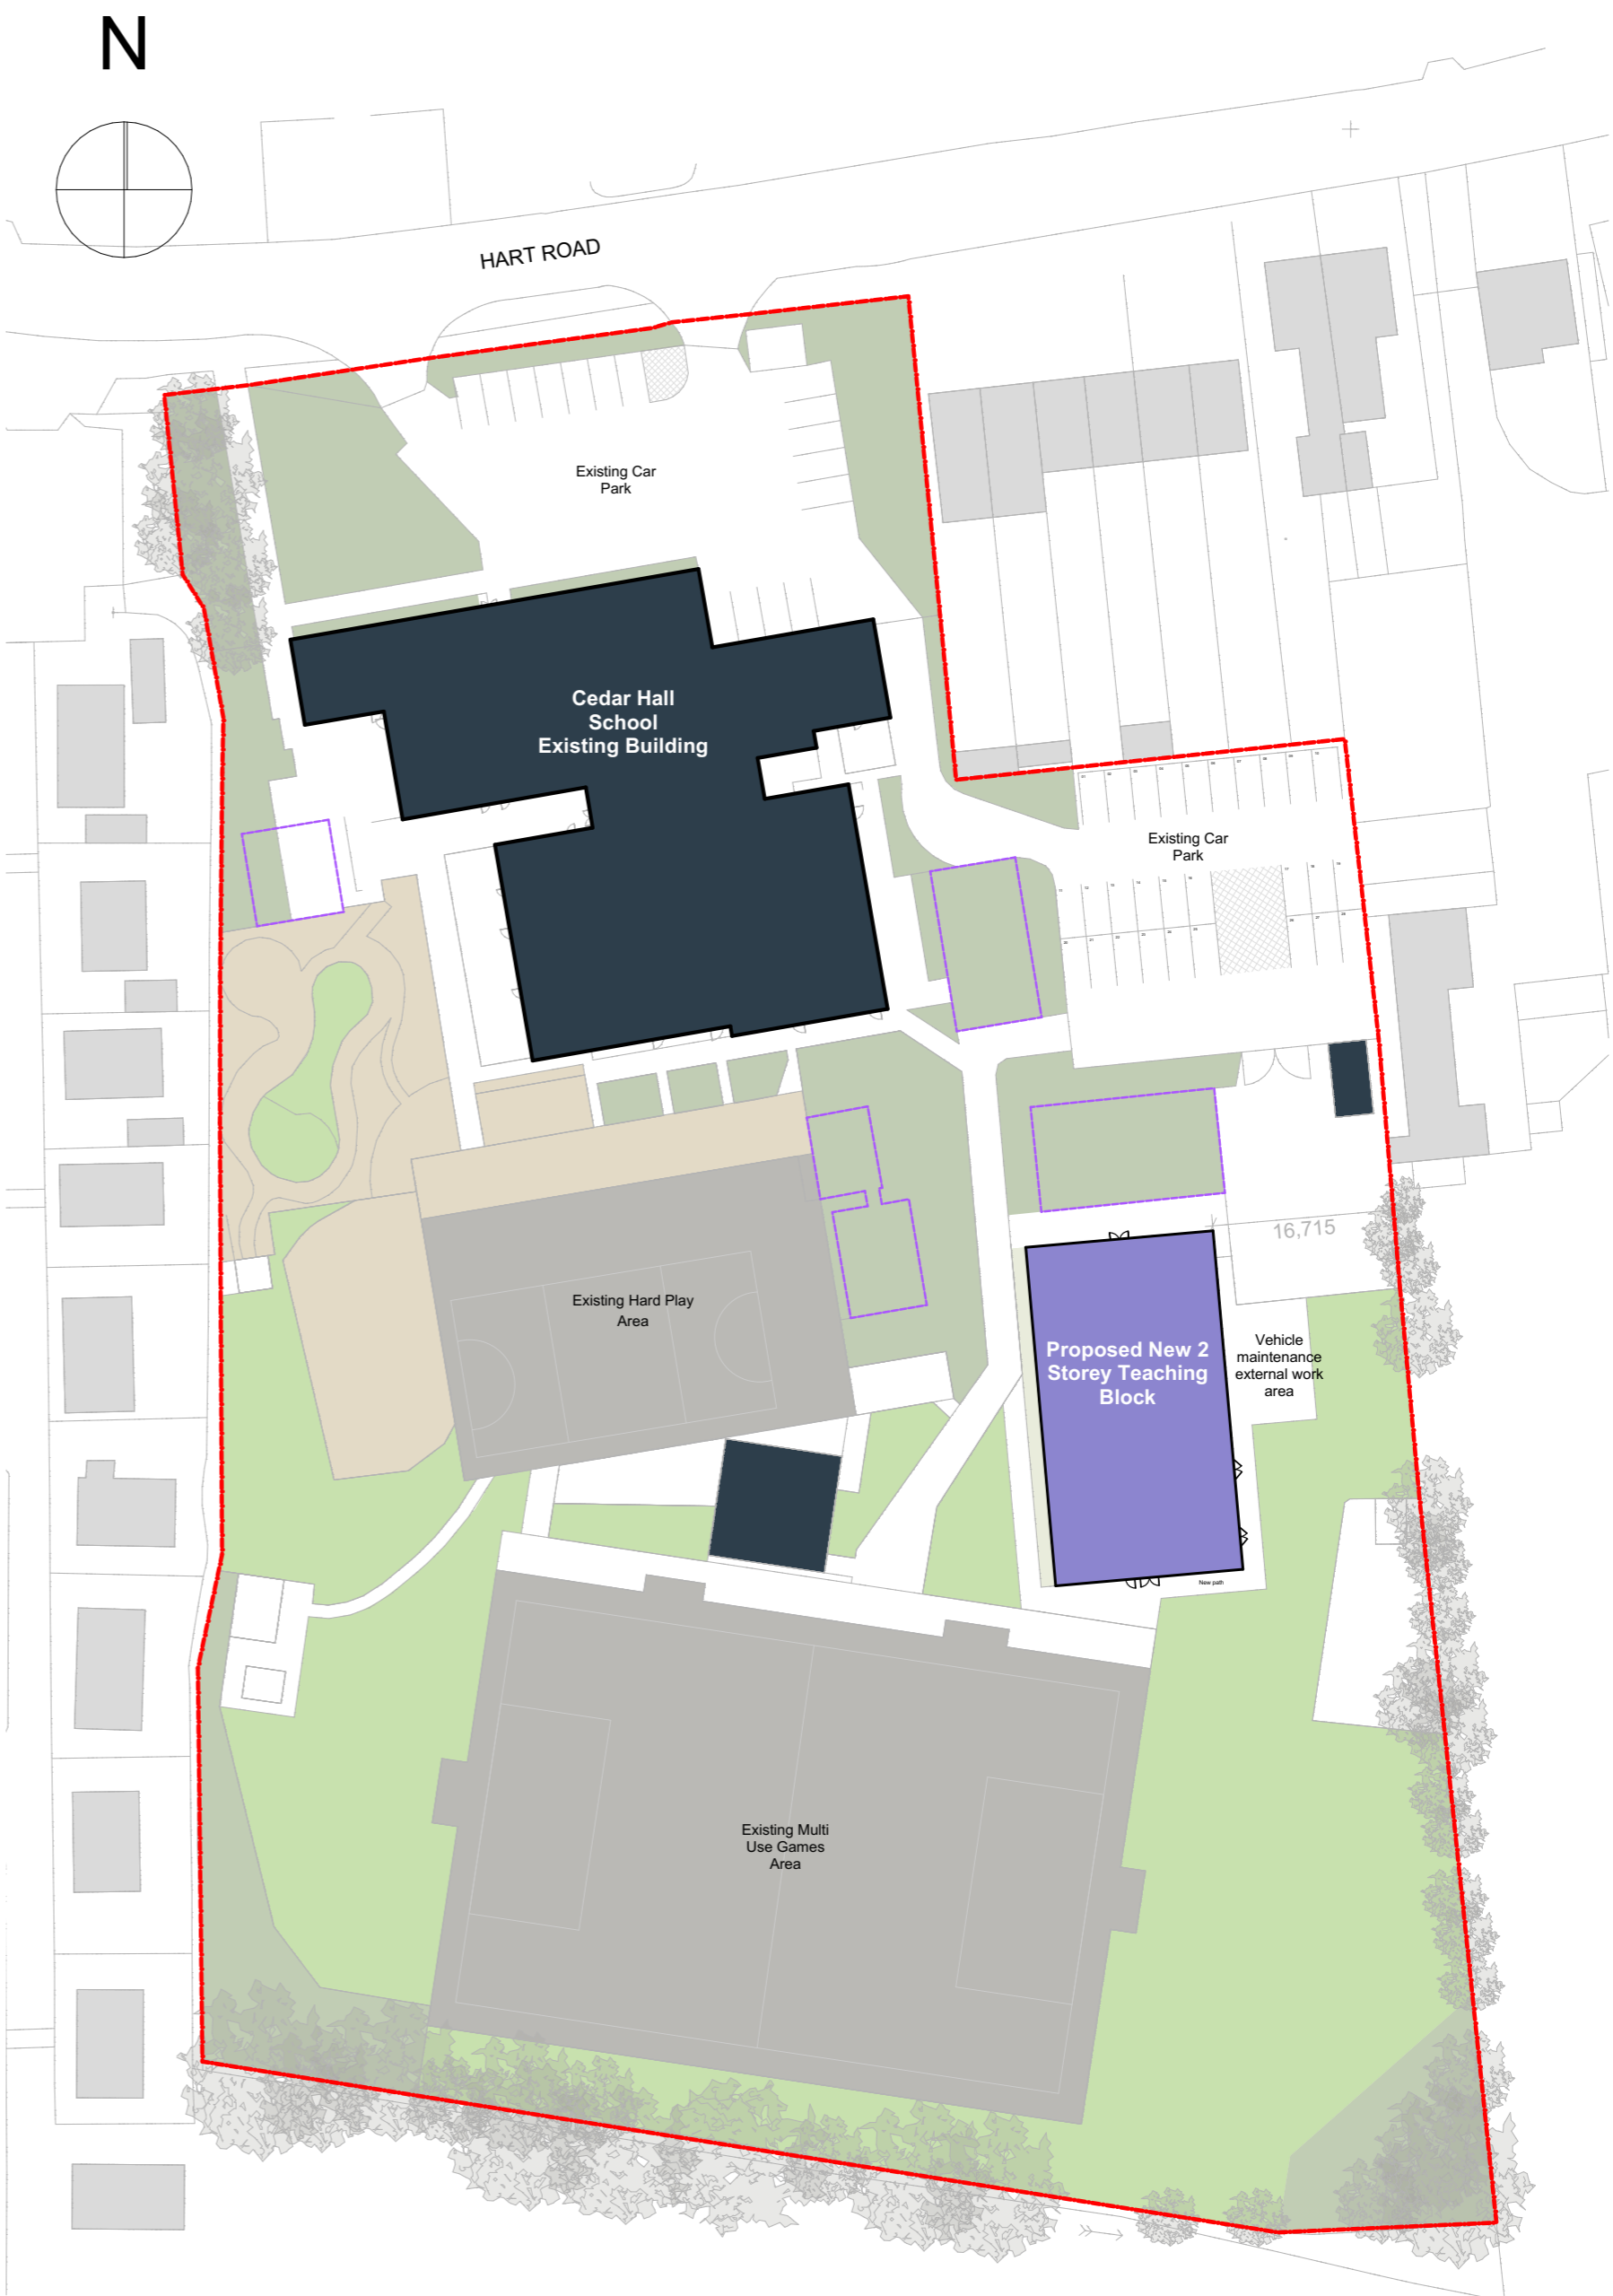 N
HART ROAD
Existing Car
Park
Cedar Hall
School
Existing Building
Existing Car
Park
16,715
Existing Hard Play
Area
Proposed New 2
Storey Teaching
Block
Vehicle
maintenance
external work
area
New path
Existing Multi
Use Games
Area